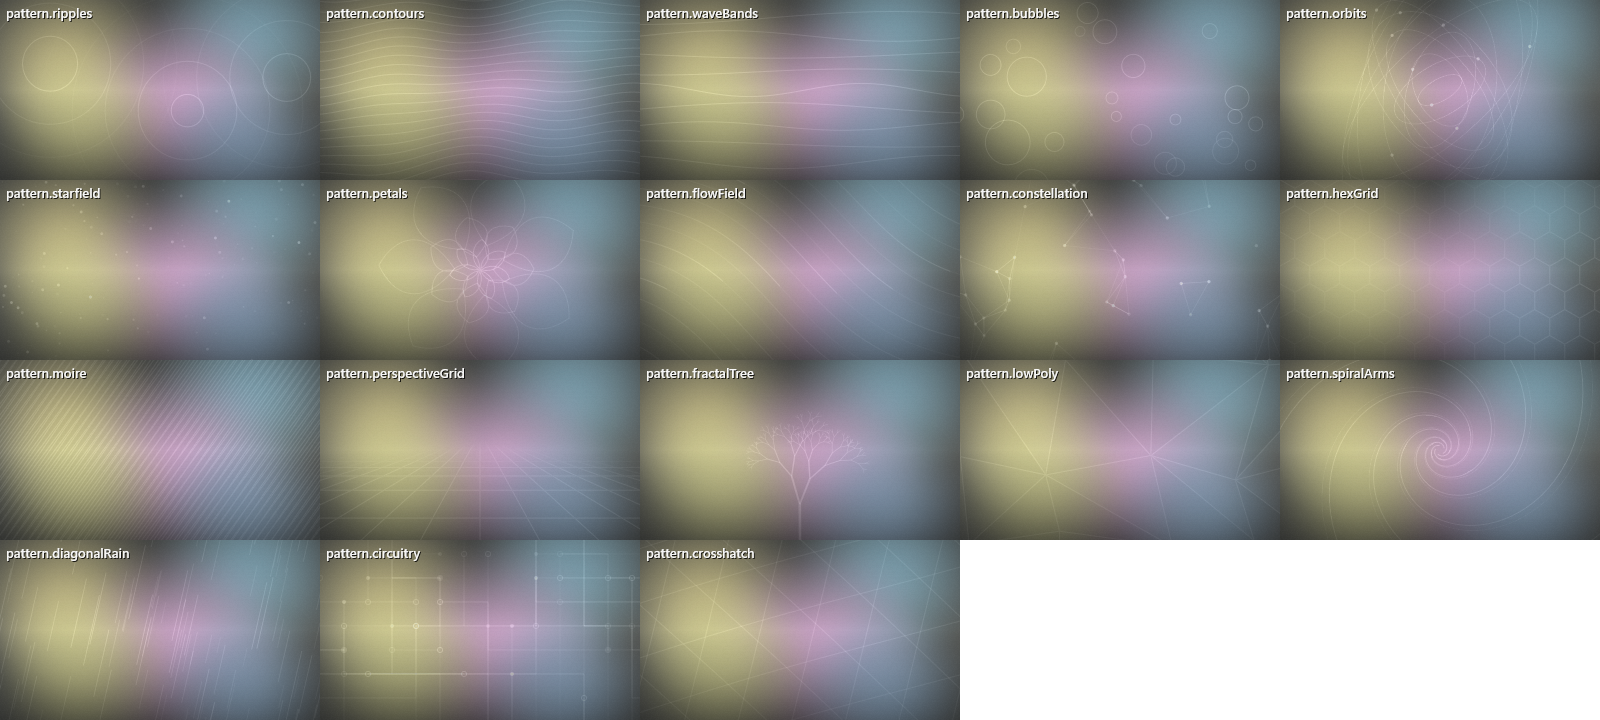 pattern.ripples
pattern.contours
pattern.waveBands
pattern.bubbles
pattern.orbits
pattern.starfield
pattern.petals
pattern.flowField
pattern.constellation
pattern.hexGrid
pattern.moire
pattern.perspectiveGrid
pattern.fractalTree
pattern.lowPoly
pattern.spiralArms
pattern.diagonalRain
pattern.circuitry
pattern.crosshatch